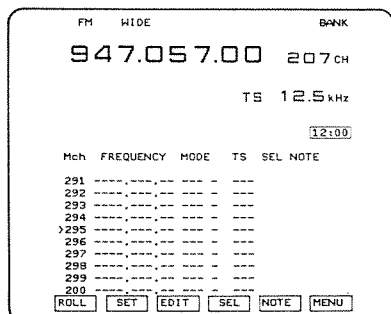 FM WIDE BANK
947.057.00 207CH
TS 12.5kHz
12:00
Mch FREQUENCY MODE TS SEL NOTE
291 ----.---.-- --- - ---
292 ----.---.-- --- - ---
293 ----.---.-- --- - ---
294 ----.---.-- --- - ---
>295 ----.---.-- --- - ---
296 ----.---.-- --- - ---
297 ----.---.-- --- - ---
298 ----.---.-- --- - ---
299 ----.---.-- --- - ---
200 ----.---.-- --- - ---
ROLL SET EDIT SEL NOTE MENU